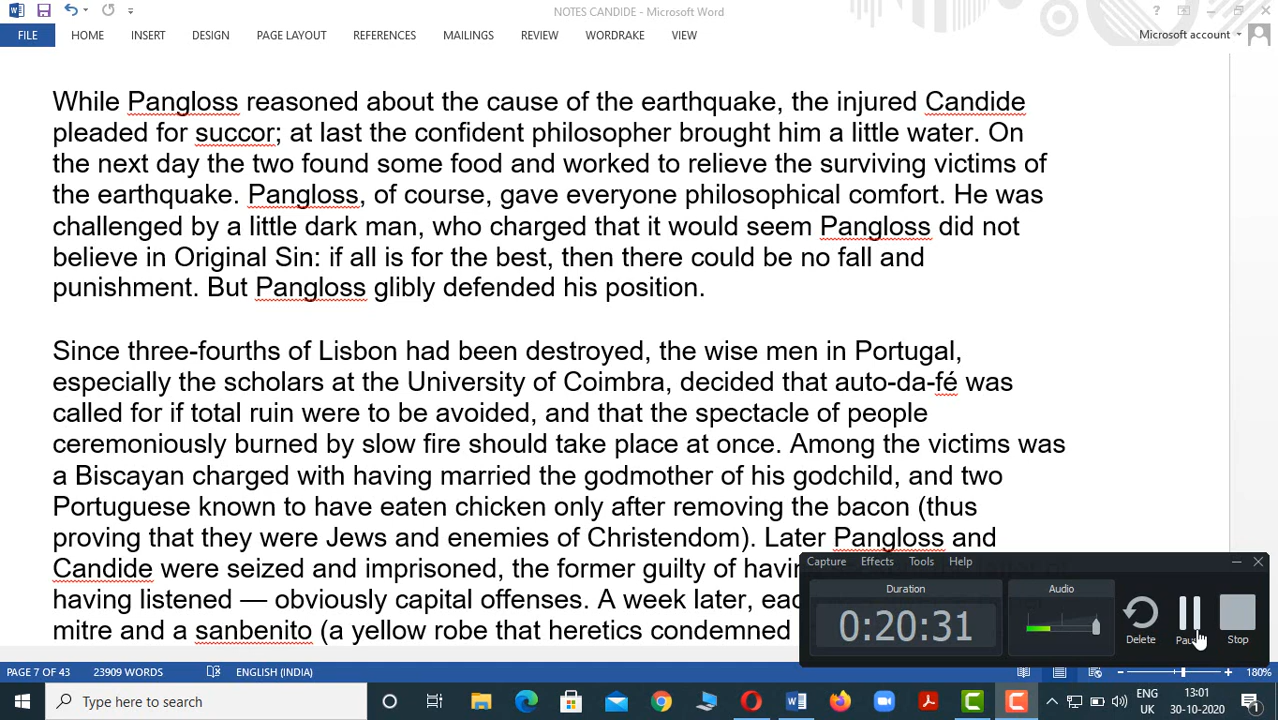 NOTES CANDIDE - Microsoft Word
FILE HOME INSERT DESIGN PAGE LAYOUT REFERENCES MAILINGS REVIEW WORDRAKE VIEW Microsoft account
While Pangloss reasoned about the cause of the earthquake, the injured Candide
pleaded for succor; at last the confident philosopher brought him a little water. On
the next day the two found some food and worked to relieve the surviving victims of
the earthquake. Pangloss, of course, gave everyone philosophical comfort. He was
challenged by a little dark man, who charged that it would seem Pangloss did not
believe in Original Sin: if all is for the best, then there could be no fall and
punishment. But Pangloss glibly defended his position.
Since three-fourths of Lisbon had been destroyed, the wise men in Portugal,
especially the scholars at the University of Coimbra, decided that auto-da-fé was
called for if total ruin were to be avoided, and that the spectacle of people
ceremoniously burned by slow fire should take place at once. Among the victims was
a Biscayan charged with having married the godmother of his godchild, and two
Portuguese known to have eaten chicken only after removing the bacon (thus
proving that they were Jews and enemies of Christendom). Later Pangloss and
Candide were seized and imprisoned, the former guilty of
having listened — obviously capital offenses. A week later,
mitre and a sanbenito (a yellow robe that heretics condemned
Capture Effects Tools Help
Duration Audio
0:20:31
Delete Stop
PAGE 7 OF 43 23909 WORDS ENGLISH (INDIA) 180%
Type here to search
ENG 13:01
UK 30-10-2020